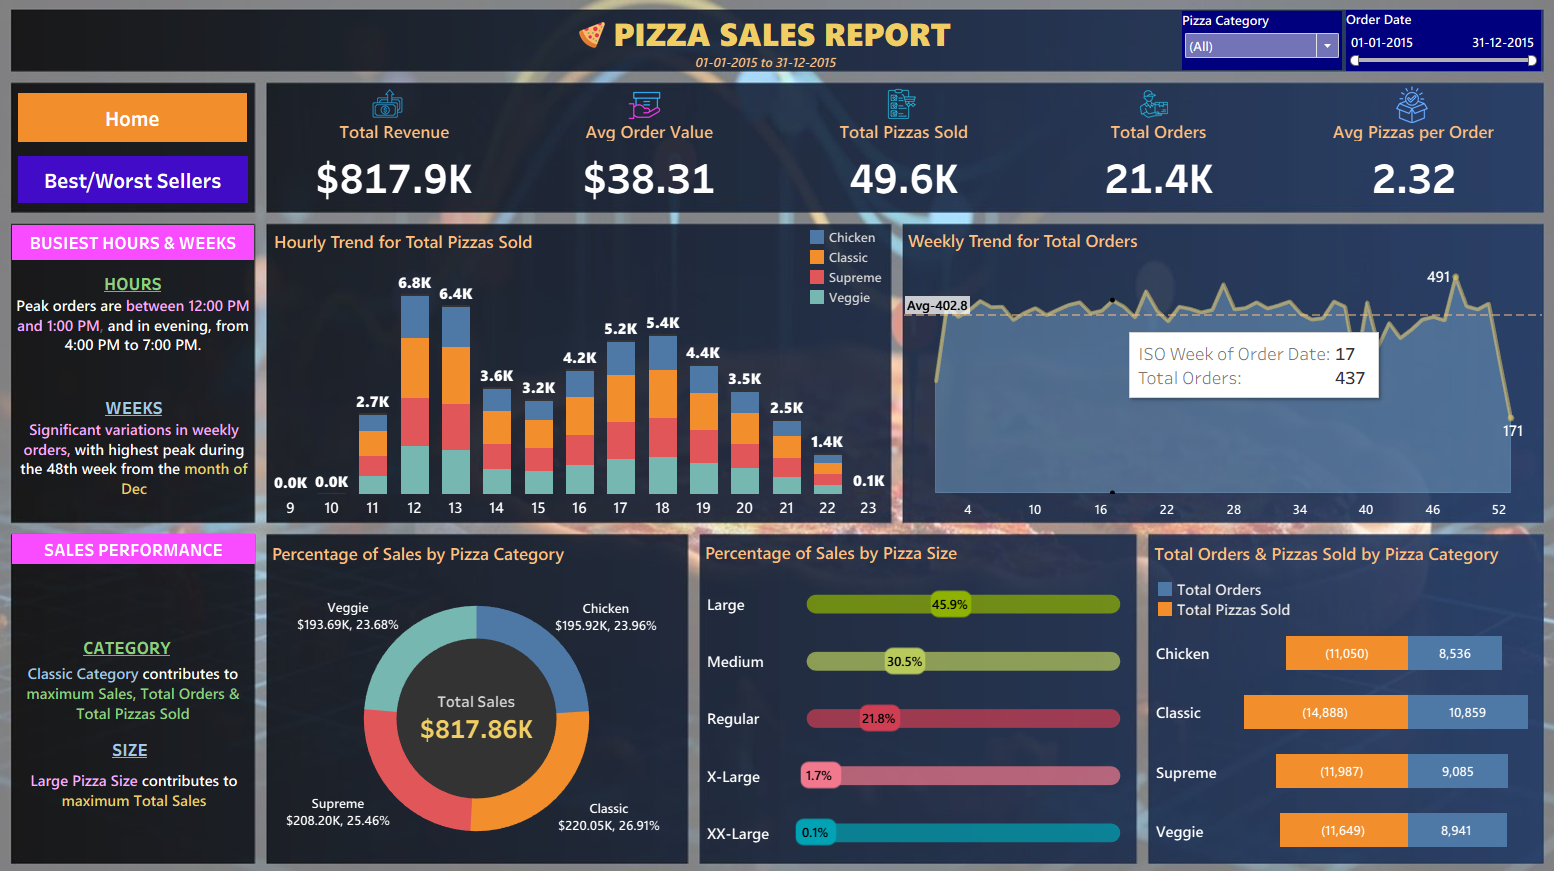 PIZZA SALES REPORT
01-01-2015 to 31-12-2015
Pizza Category
(All)
Order Date
01-01-2015 31-12-2015
Home
Best/Worst Sellers
Total Revenue
$817.9K
Avg Order Value
$38.31
Total Pizzas Sold
49.6K
Total Orders
21.4K
Avg Pizzas per Order
2.32
BUSIEST HOURS & WEEKS
HOURS
Peak orders are between 12:00 PM
and 1:00 PM, and in evening, from
4:00 PM to 7:00 PM.
WEEKS
Significant variations in weekly
orders, with highest peak during
the 48th week from the month of
Dec
Hourly Trend for Total Pizzas Sold
Chicken
Classic
Supreme
Veggie
0.0K 0.0K 2.7K 6.8K 6.4K 3.6K 3.2K 4.2K 5.2K 5.4K 4.4K 3.5K 2.5K 1.4K 0.1K
9 10 11 12 13 14 15 16 17 18 19 20 21 22 23
Weekly Trend for Total Orders
491
Avg-402.8
ISO Week of Order Date: 17
Total Orders: 437
171
4 10 16 22 28 34 40 46 52
SALES PERFORMANCE
CATEGORY
Classic Category contributes to
maximum Sales, Total Orders &
Total Pizzas Sold
SIZE
Large Pizza Size contributes to
maximum Total Sales
Percentage of Sales by Pizza Category
Veggie
$193.69K, 23.68%
Chicken
$195.92K, 23.96%
Total Sales
$817.86K
Supreme
$208.20K, 25.46%
Classic
$220.05K, 26.91%
Percentage of Sales by Pizza Size
Large 45.9%
Medium 30.5%
Regular 21.8%
X-Large 1.7%
XX-Large 0.1%
Total Orders & Pizzas Sold by Pizza Category
Total Orders
Total Pizzas Sold
Chicken (11,050) 8,536
Classic (14,888) 10,859
Supreme (11,987) 9,085
Veggie (11,649) 8,941